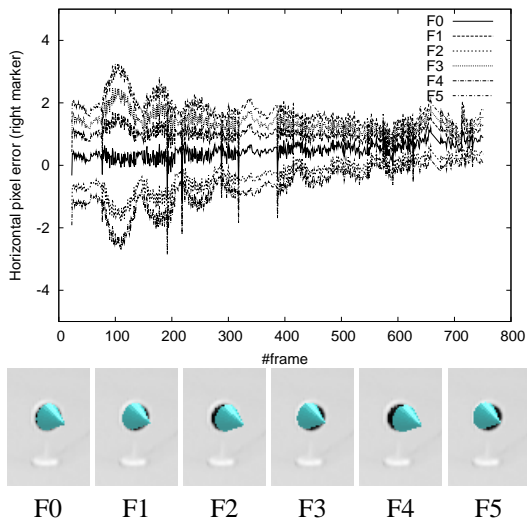 Horizontal pixel error (right marker)
4
2
0
-2
-4
F0
F1
F2
F3
F4
F5
0 100 200 300 400 500 600 700 800
#frame
F0 F1 F2 F3 F4 F5